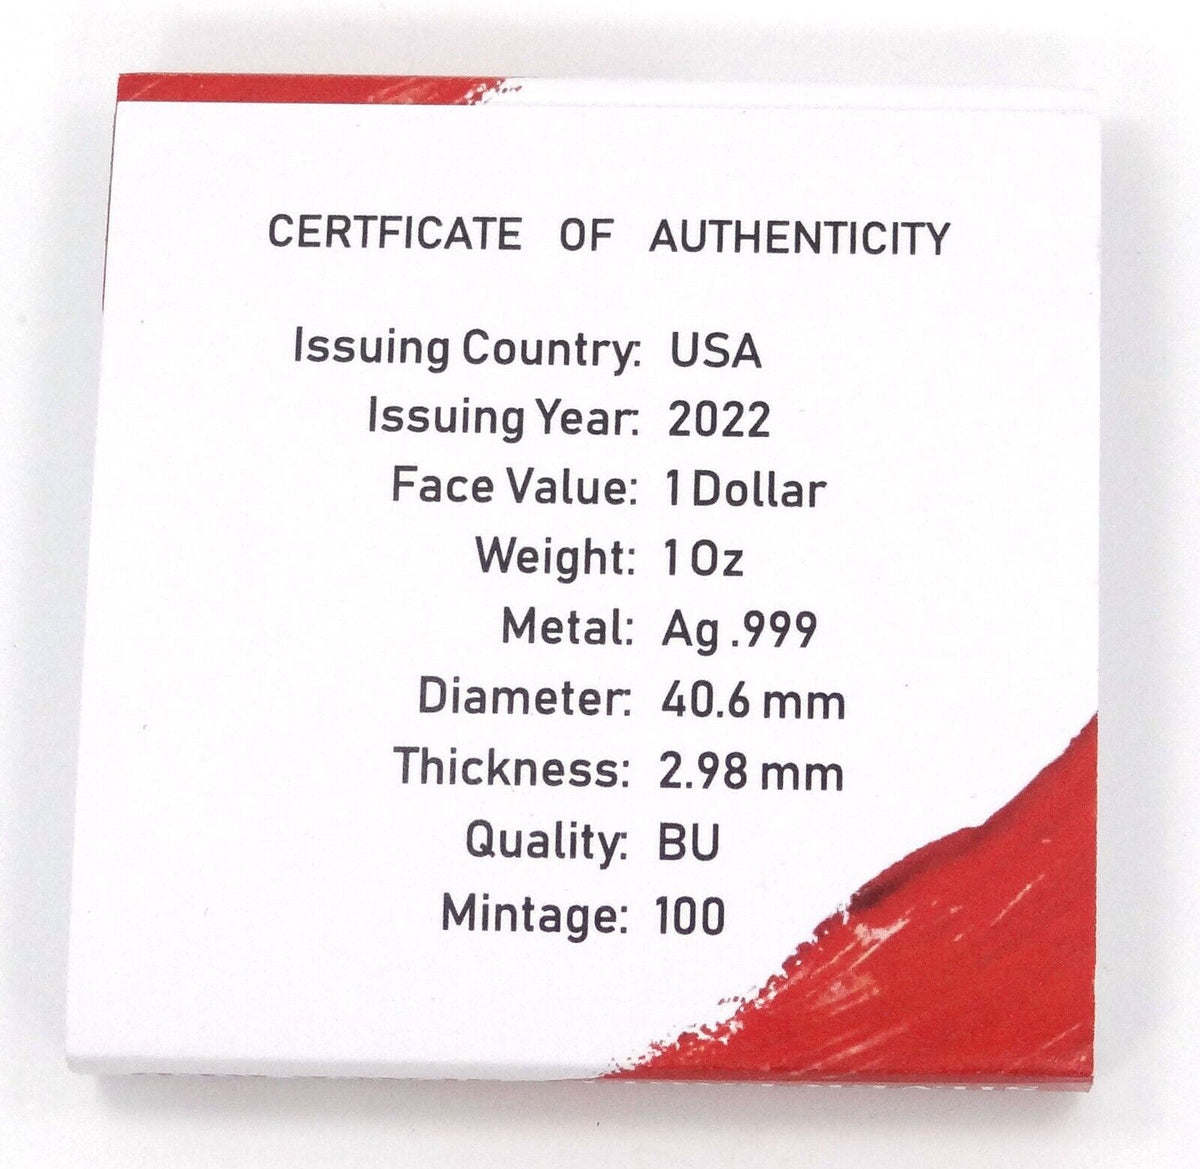 CERTFICATE OF AUTHENTICITY
Issuing Country: USA
Issuing Year: 2022
Face Value: 1 Dollar
Weight: 1 Oz
Metal: Ag .999
Diameter: 40.6 mm
Thickness: 2.98 mm
Quality: BU
Mintage: 100